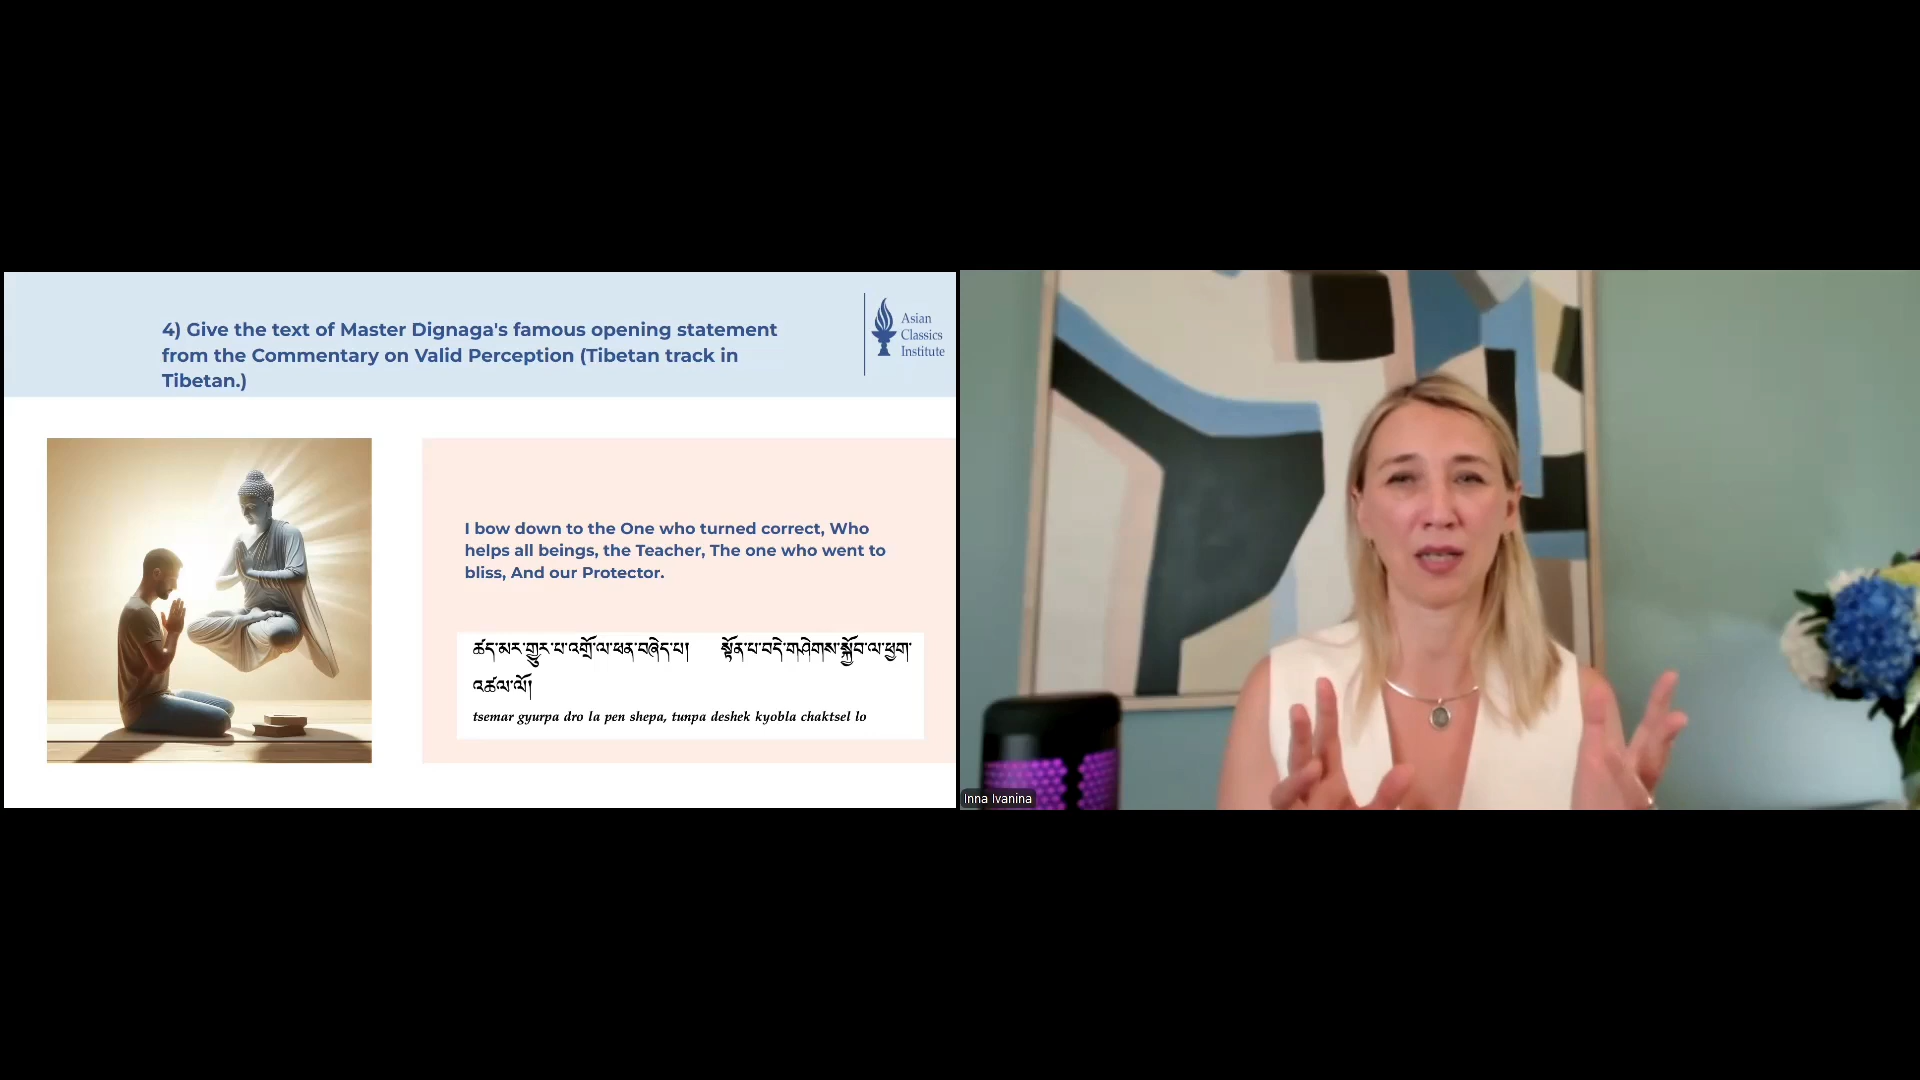 4) Give the text of Master Dignaga's famous opening statement
from the Commentary on Valid Perception (Tibetan track in
Tibetan.)
Asian
Classics
Institute
I bow down to the One who turned correct, Who
helps all beings, the Teacher, The one who went to
bliss, And our Protector.
ཚད་མར་གྱུར་པ་འགྲོ་ལ་ཕན་བཞེད་པ། སྟོན་པ་བདེ་གཤེགས་སྐྱོབ་ལ་ཕྱག་
འཚལ་ལོ།
tsemar gyurpa dro la pen shepa, tunpa deshek kyobla chaktsel lo
Inna Ivanina